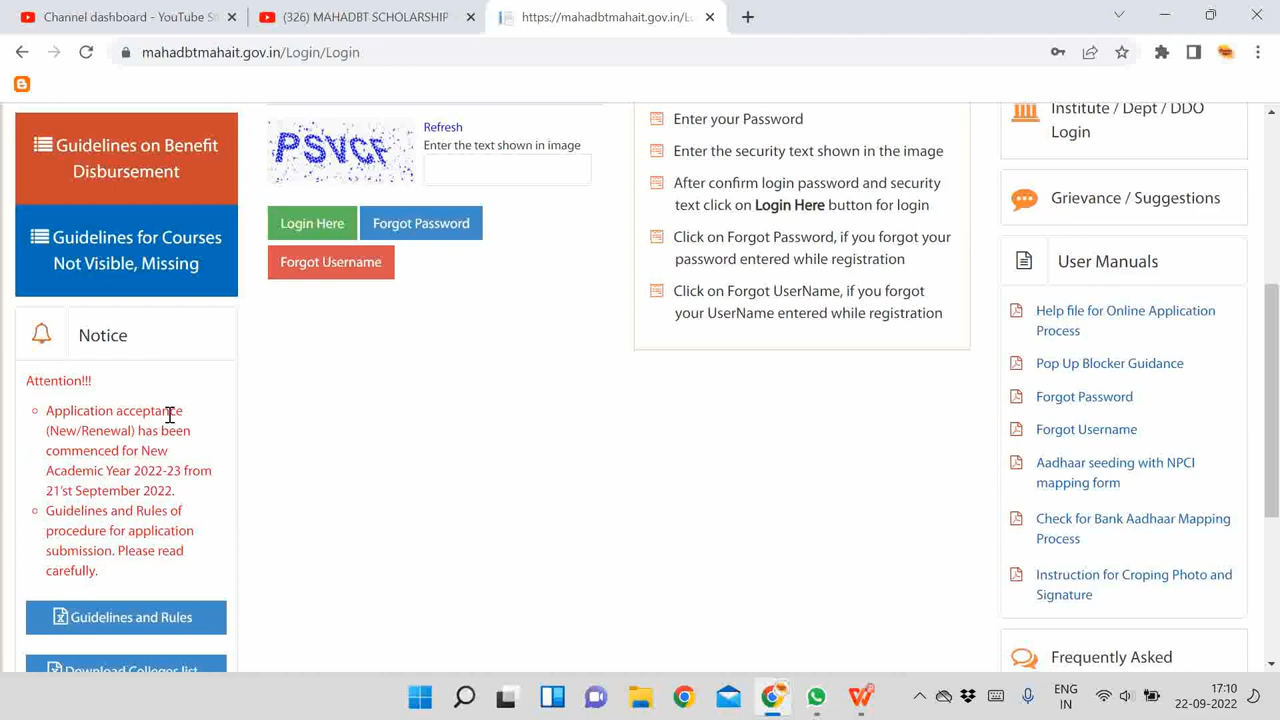 Channel dashboard - YouTube St
(326) MAHADBT SCHOLARSHIP
https://mahadbtmahait.gov.in/Lo
mahadbtmahait.gov.in/Login/Login
Guidelines on Benefit
Disbursement
Guidelines for Courses
Not Visible, Missing
Notice
Attention!!!
Application acceptance
(New/Renewal) has been
commenced for New
Academic Year 2022-23 from
21'st September 2022.
Guidelines and Rules of
procedure for application
submission. Please read
carefully.
Guidelines and Rules
Download Colleges list
PSVCF
Refresh
Enter the text shown in image
Login Here
Forgot Password
Forgot Username
Enter your Password
Enter the security text shown in the image
After confirm login password and security
text click on Login Here button for login
Click on Forgot Password, if you forgot your
password entered while registration
Click on Forgot UserName, if you forgot
your UserName entered while registration
Institute / Dept / DDO
Login
Grievance / Suggestions
User Manuals
Help file for Online Application
Process
Pop Up Blocker Guidance
Forgot Password
Forgot Username
Aadhaar seeding with NPCI
mapping form
Check for Bank Aadhaar Mapping
Process
Instruction for Croping Photo and
Signature
Frequently Asked
ENG
IN
17:10
22-09-2022